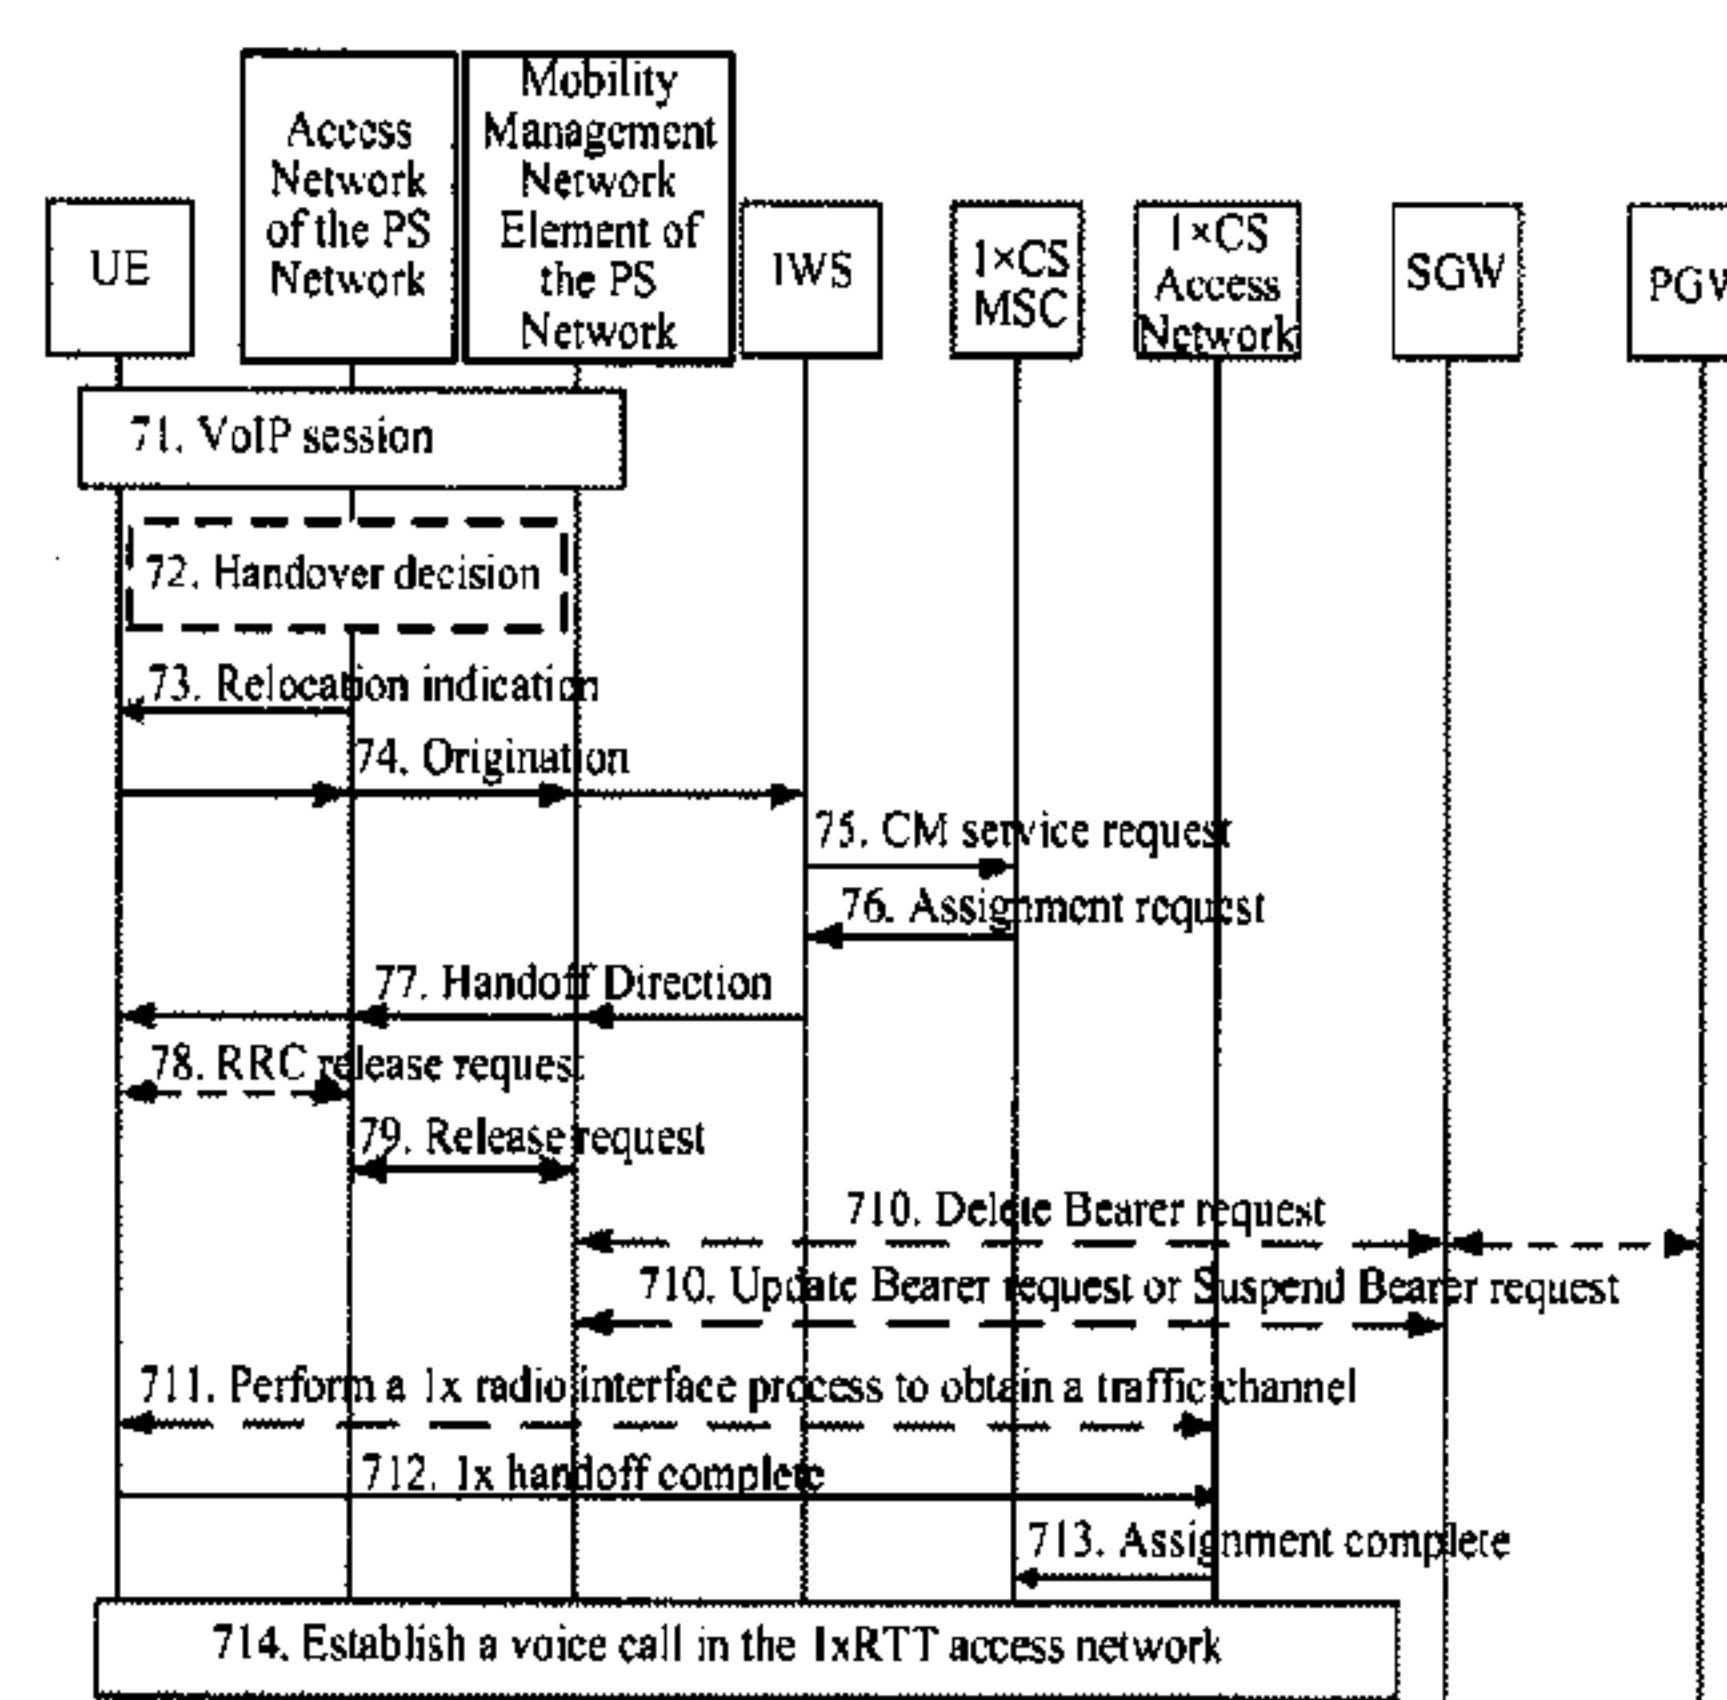 UE
Access
Network
of the PS
Network
Mobility
Management
Network
Element of
the PS
Network
IWS
1×CS
MSC
1×CS
Access
Network
SGW
PGW
71. VoIP session
72. Handover decision
73. Relocation indication
74. Origination
75. CM service request
76. Assignment request
77. Handoff Direction
78. RRC release request
79. Release request
710. Delete Bearer request
710. Update Bearer request or Suspend Bearer request
711. Perform a 1x radio interface process to obtain a traffic channel
712. 1x handoff complete
713. Assignment complete
714. Establish a voice call in the 1xRTT access network